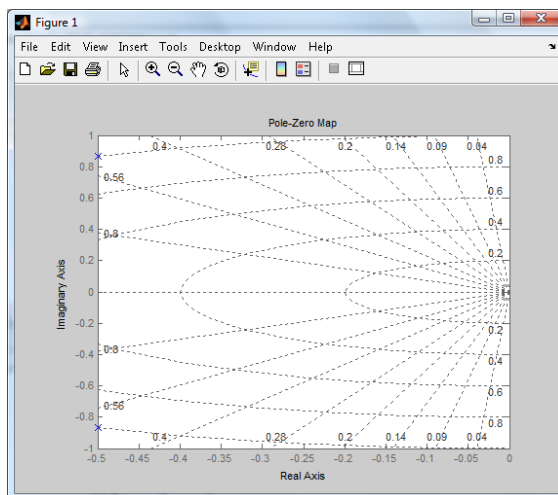 Figure 1
File Edit View Insert Tools Desktop Window Help
Pole-Zero Map
Imaginary Axis
1
0.8
0.6
0.4
0.2
0
-0.2
-0.4
-0.6
-0.8
-1
0.4 0.28 0.2 0.14 0.09 0.04
0.8
0.56
0.6
0.8
0.4
0.2
0.2
0.4
0.8
0.6
0.56
0.8
0.4 0.28 0.2 0.14 0.09 0.04
-0.5 -0.45 -0.4 -0.35 -0.3 -0.25 -0.2 -0.15 -0.1 -0.05 0
Real Axis